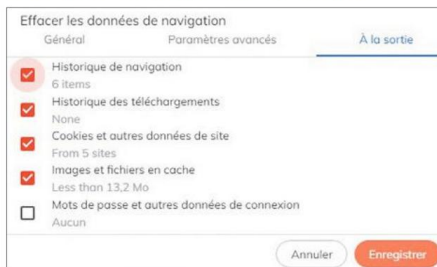 Effacer les données de navigation
Général Paramètres avancés À la sortie
Historique de navigation
6 items
Historique des téléchargements
None
Cookies et autres données de site
From 5 sites
Images et fichiers en cache
Less than 13,2 Mo
Mots de passe et autres données de connexion
Aucun
Annuler Enregistrer